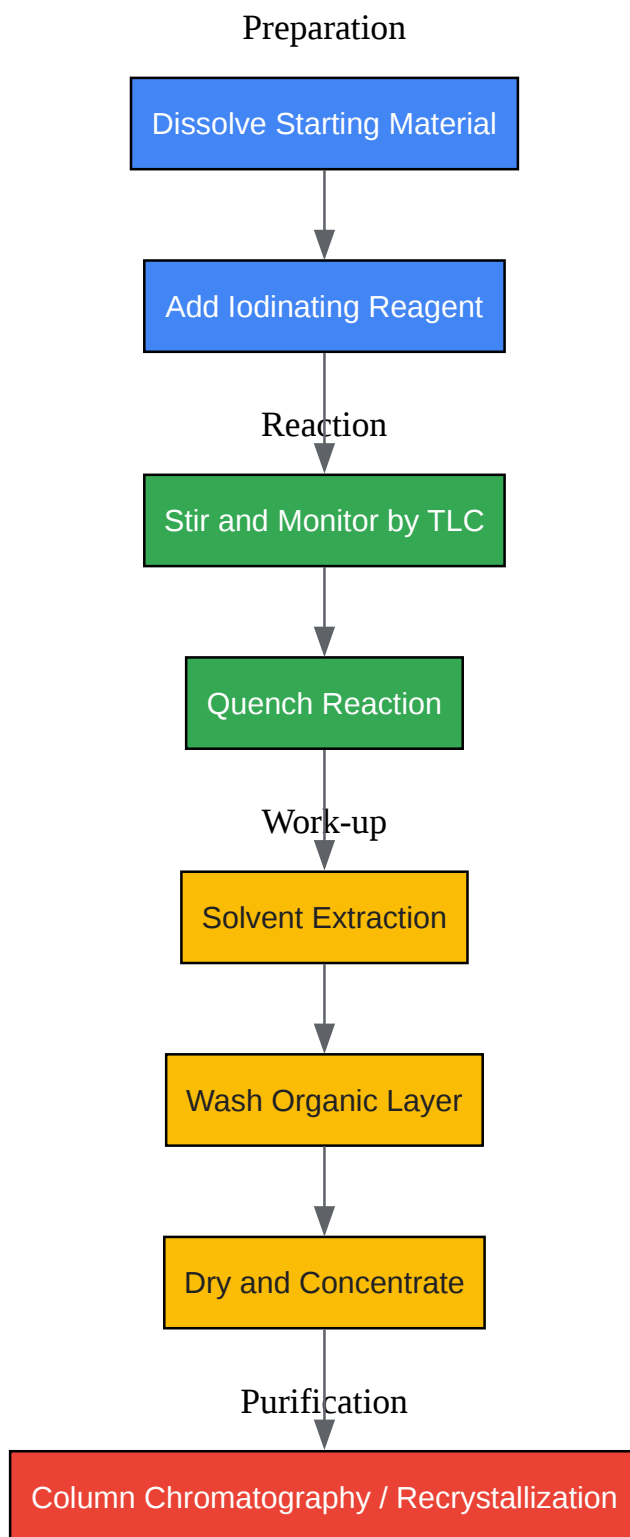 Preparation
Dissolve Starting Material
Add Iodinating Reagent
Reaction
Stir and Monitor by TLC
Quench Reaction
Work-up
Solvent Extraction
Wash Organic Layer
Dry and Concentrate
Purification
Column Chromatography / Recrystallization